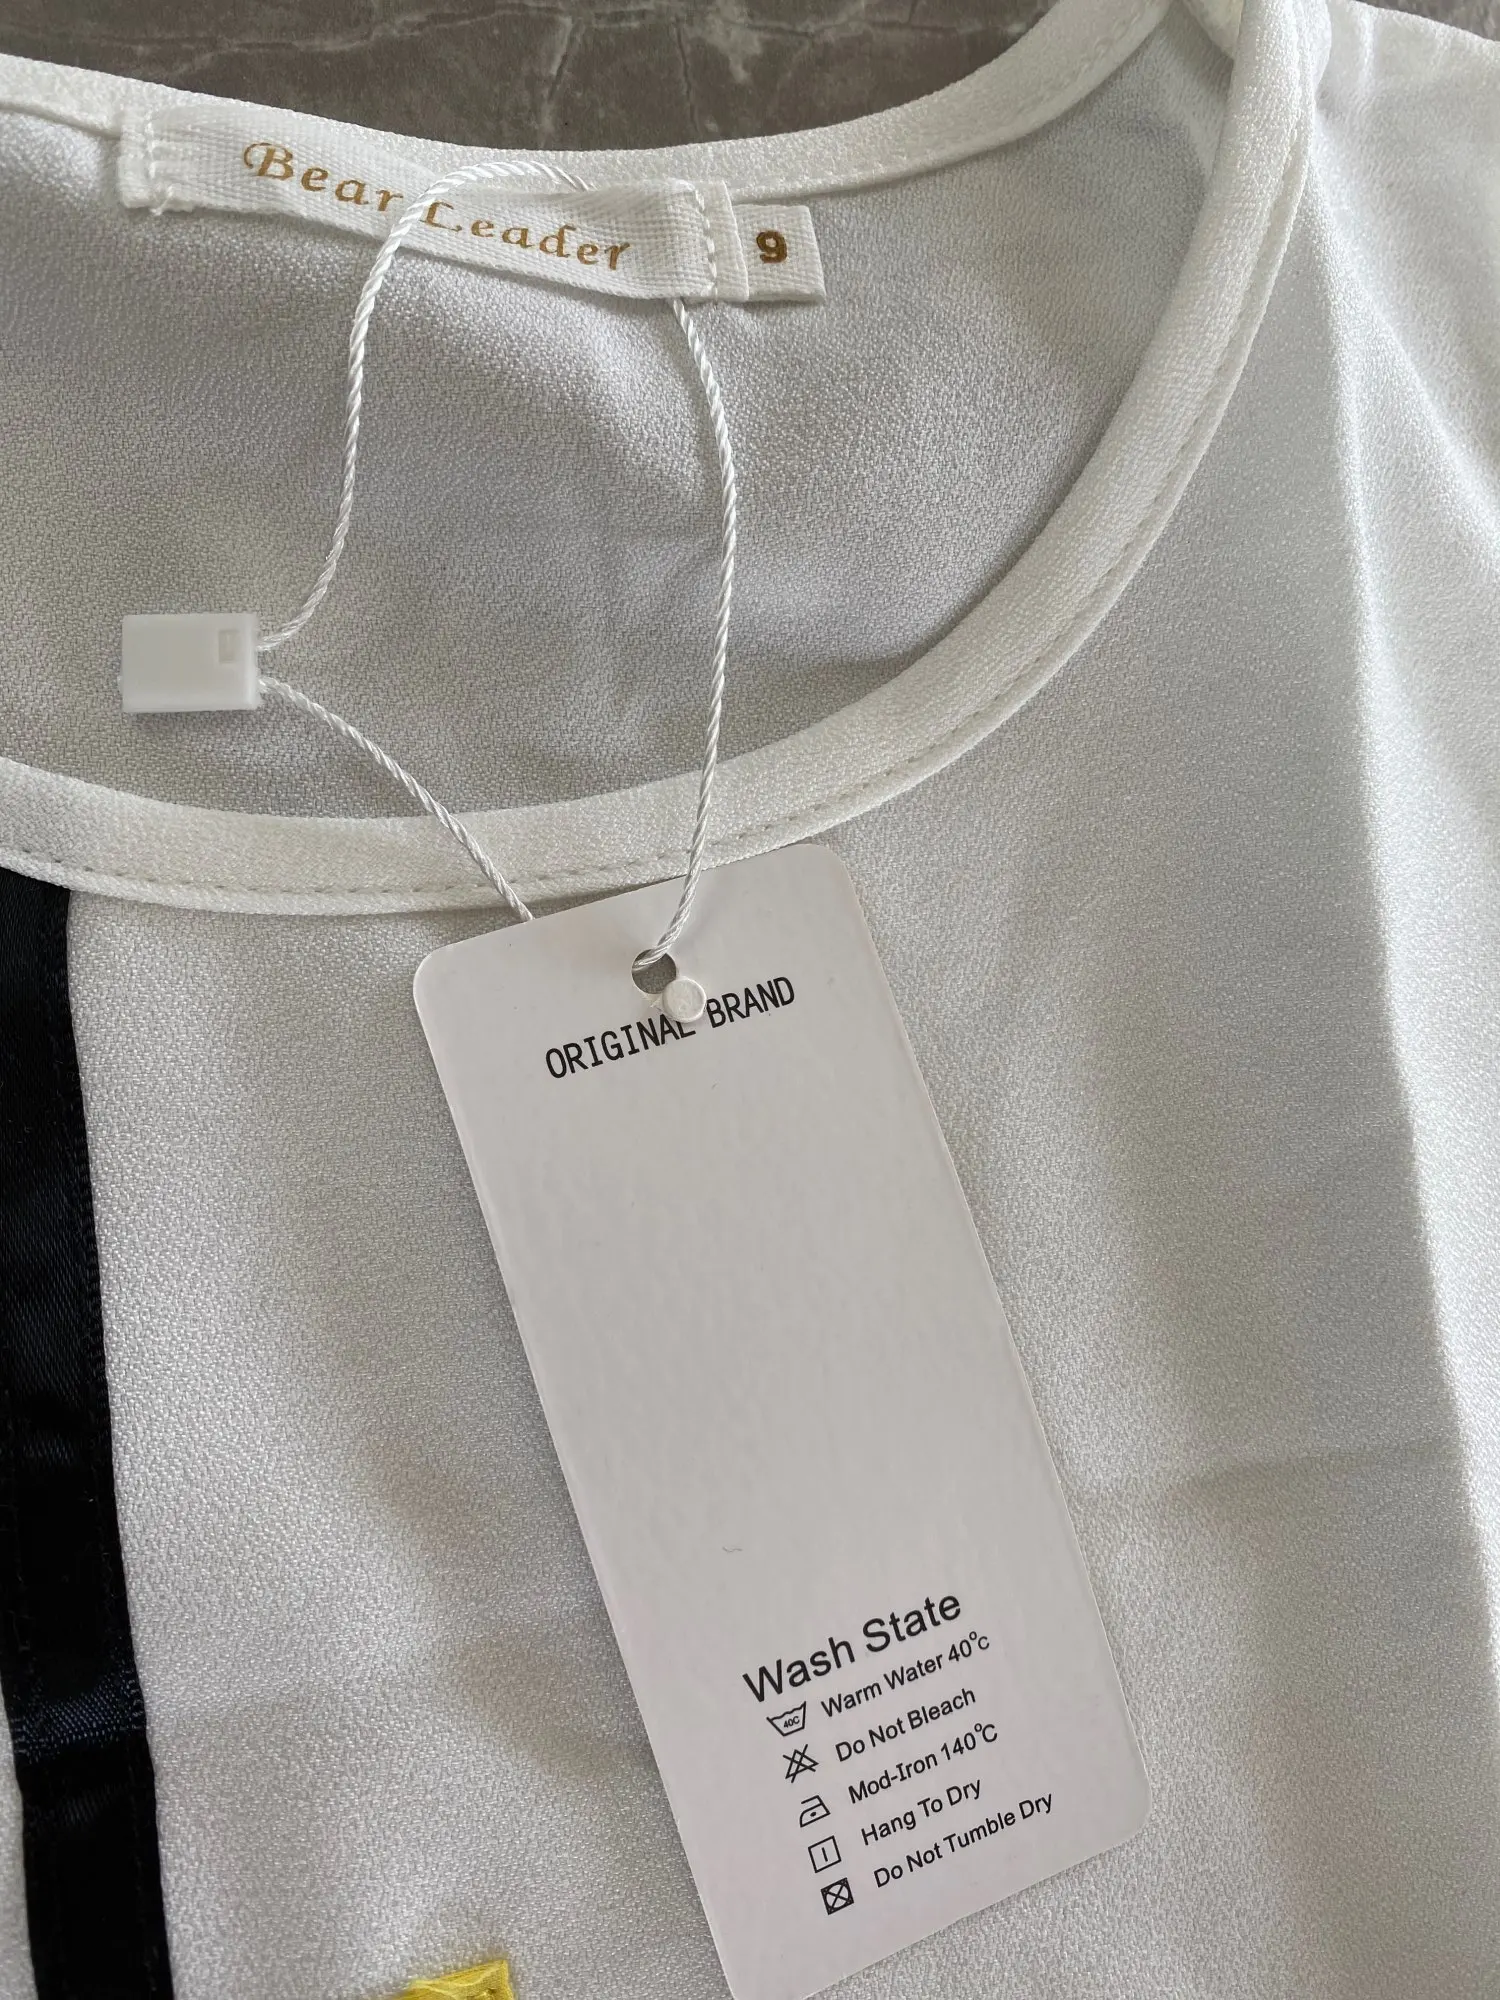 Bear Leader
9
ORIGINAL BRAND
Wash State
40C Warm Water 40°C
Do Not Bleach
Mod-Iron 140°C
Hang To Dry
Do Not Tumble Dry